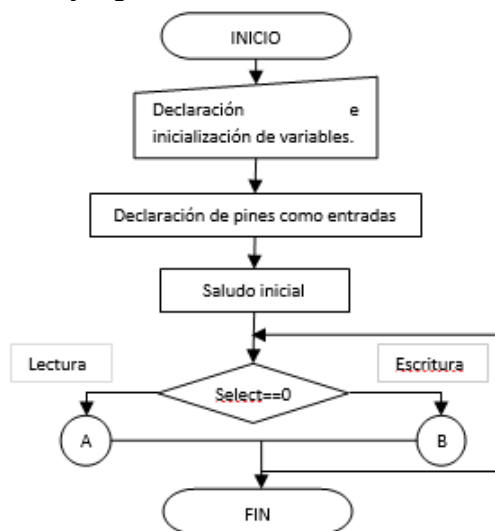 INICIO
Declaración e
inicialización de variables.
Declaración de pines como entradas
Saludo inicial
Lectura
Escritura
Select==0
A
B
FIN